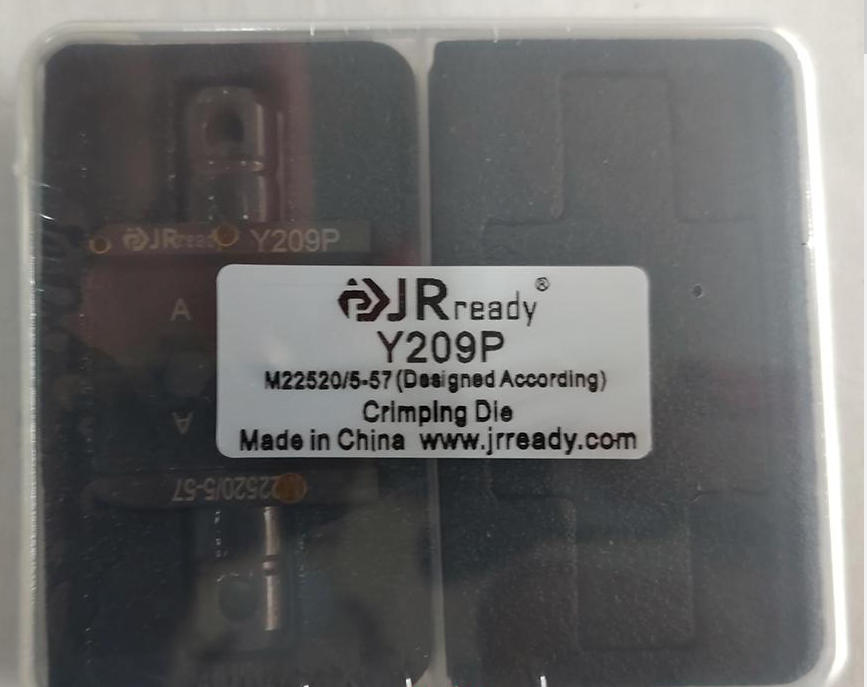 JRready Y209P
A
JRready®
Y209P
M22520/5-57 (Designed According)
Crimping Die
Made in China www.jrready.com
A
M22520/5-57